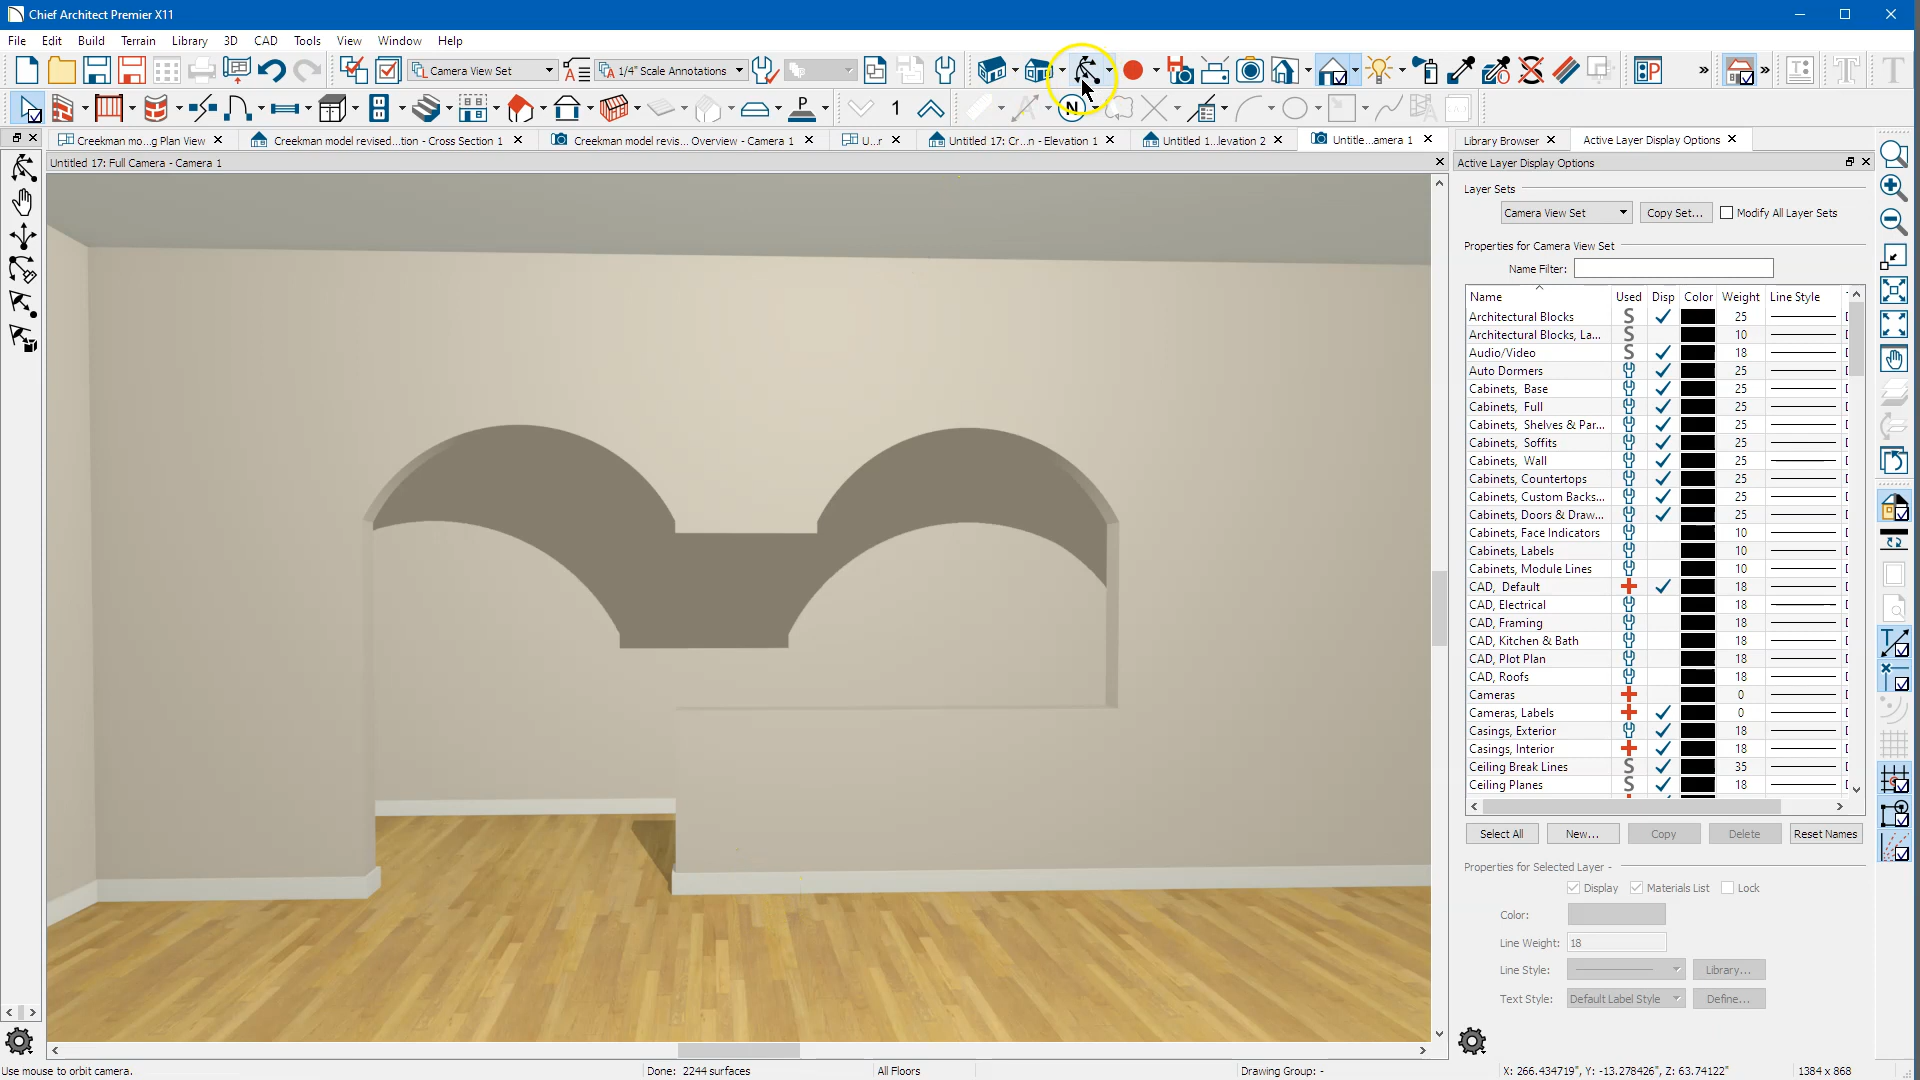 Chief Architect Premier X11
File Edit Build Terrain Library 3D CAD Tools View Window Help
Camera View Set 1/4" Scale Annotations
1 N
Creekman mo...g Plan View Creekman model revised...tion - Cross Section 1 Creekman model revis... Overview - Camera 1 U...r Untitled 17: Cr...n - Elevation 1 Untitled 1...levation 2 Untitle...amera 1 Library Browser Active Layer Display Options
Untitled 17: Full Camera - Camera 1
Active Layer Display Options
Layer Sets
Camera View Set Copy Set... Modify All Layer Sets
Properties for Camera View Set
Name Filter:
Name Used Disp Color Weight Line Style
Architectural Blocks S 25
Architectural Blocks, La... S 10
Audio/Video S 18
Auto Dormers 25
Cabinets, Base 25
Cabinets, Full 25
Cabinets, Shelves & Par... 25
Cabinets, Soffits 25
Cabinets, Wall 25
Cabinets, Countertops 25
Cabinets, Custom Backs... 25
Cabinets, Doors & Draw... 25
Cabinets, Face Indicators 10
Cabinets, Labels 10
Cabinets, Module Lines 10
CAD, Default 18
CAD, Electrical 18
CAD, Framing 18
CAD, Kitchen & Bath 18
CAD, Plot Plan 18
CAD, Roofs 18
Cameras 0
Cameras, Labels 0
Casings, Exterior 18
Casings, Interior 18
Ceiling Break Lines S 35
Ceiling Planes S 18
Select All New... Copy Delete Reset Names
Properties for Selected Layer -
Display Materials List Lock
Color:
Line Weight: 18
Line Style: Library...
Text Style: Default Label Style Define...
Use mouse to orbit camera. Done: 2244 surfaces All Floors Drawing Group: - X: 266.434719", Y: -13.278426", Z: 63.74122" 1384 x 868